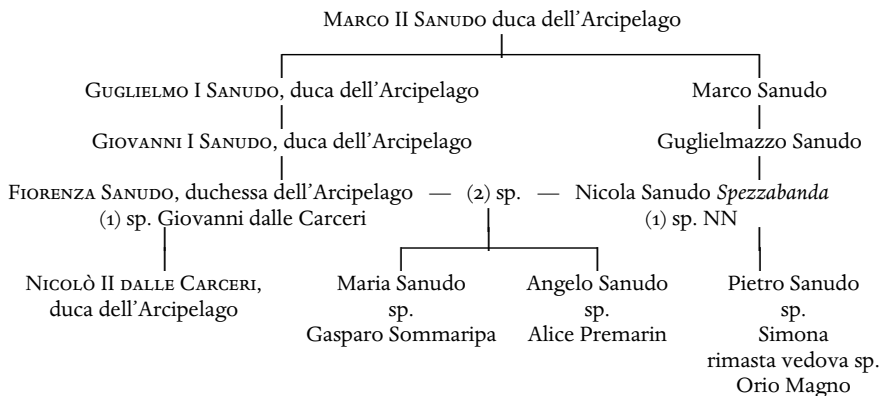 Marco II Sanudo duca dell'Arcipelago
Guglielmo I Sanudo, duca dell'Arcipelago Marco Sanudo
Giovanni I Sanudo, duca dell'Arcipelago Guglielmazzo Sanudo
Fiorenza Sanudo, duchessa dell'Arcipelago — (2) sp. — Nicola Sanudo Spezzabanda
(1) sp. Giovanni dalle Carceri (1) sp. NN
Nicolò II dalle Carceri, Maria Sanudo Angelo Sanudo Pietro Sanudo
duca dell'Arcipelago sp. sp. sp.
Gasparo Sommaripa Alice Premarin Simona
rimasta vedova sp.
Orio Magno